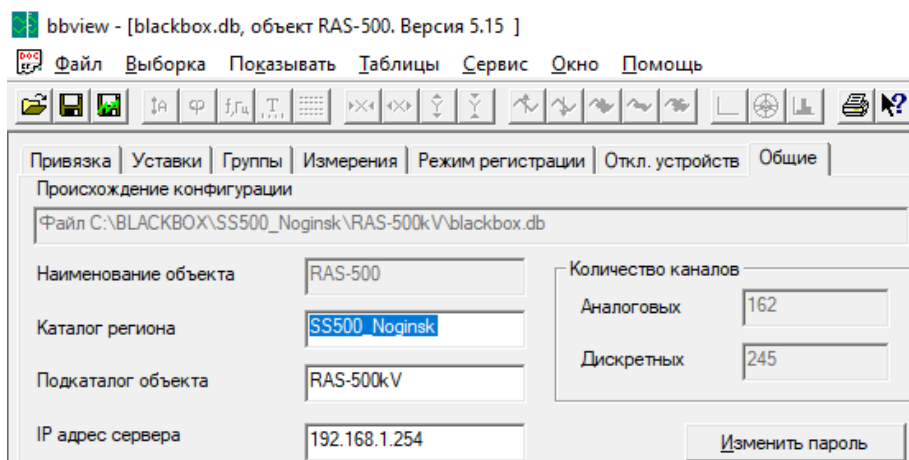 bbview - [blackbox.db, объект RAS-500. Версия 5.15 ]
Файл Выборка Показывать Таблицы Сервис Окно Помощь
Привязка Уставки Группы Измерения Режим регистрации Откл. устройств Общие
Происхождение конфигурации
Файл C:\BLACKBOX\SS500_Noginsk\RAS-500kV\blackbox.db
Наименование объекта RAS-500
Количество каналов
Аналоговых 162
Каталог региона SS500_Noginsk
Дискретных 245
Подкаталог объекта RAS-500kV
IP адрес сервера 192.168.1.254
Изменить пароль